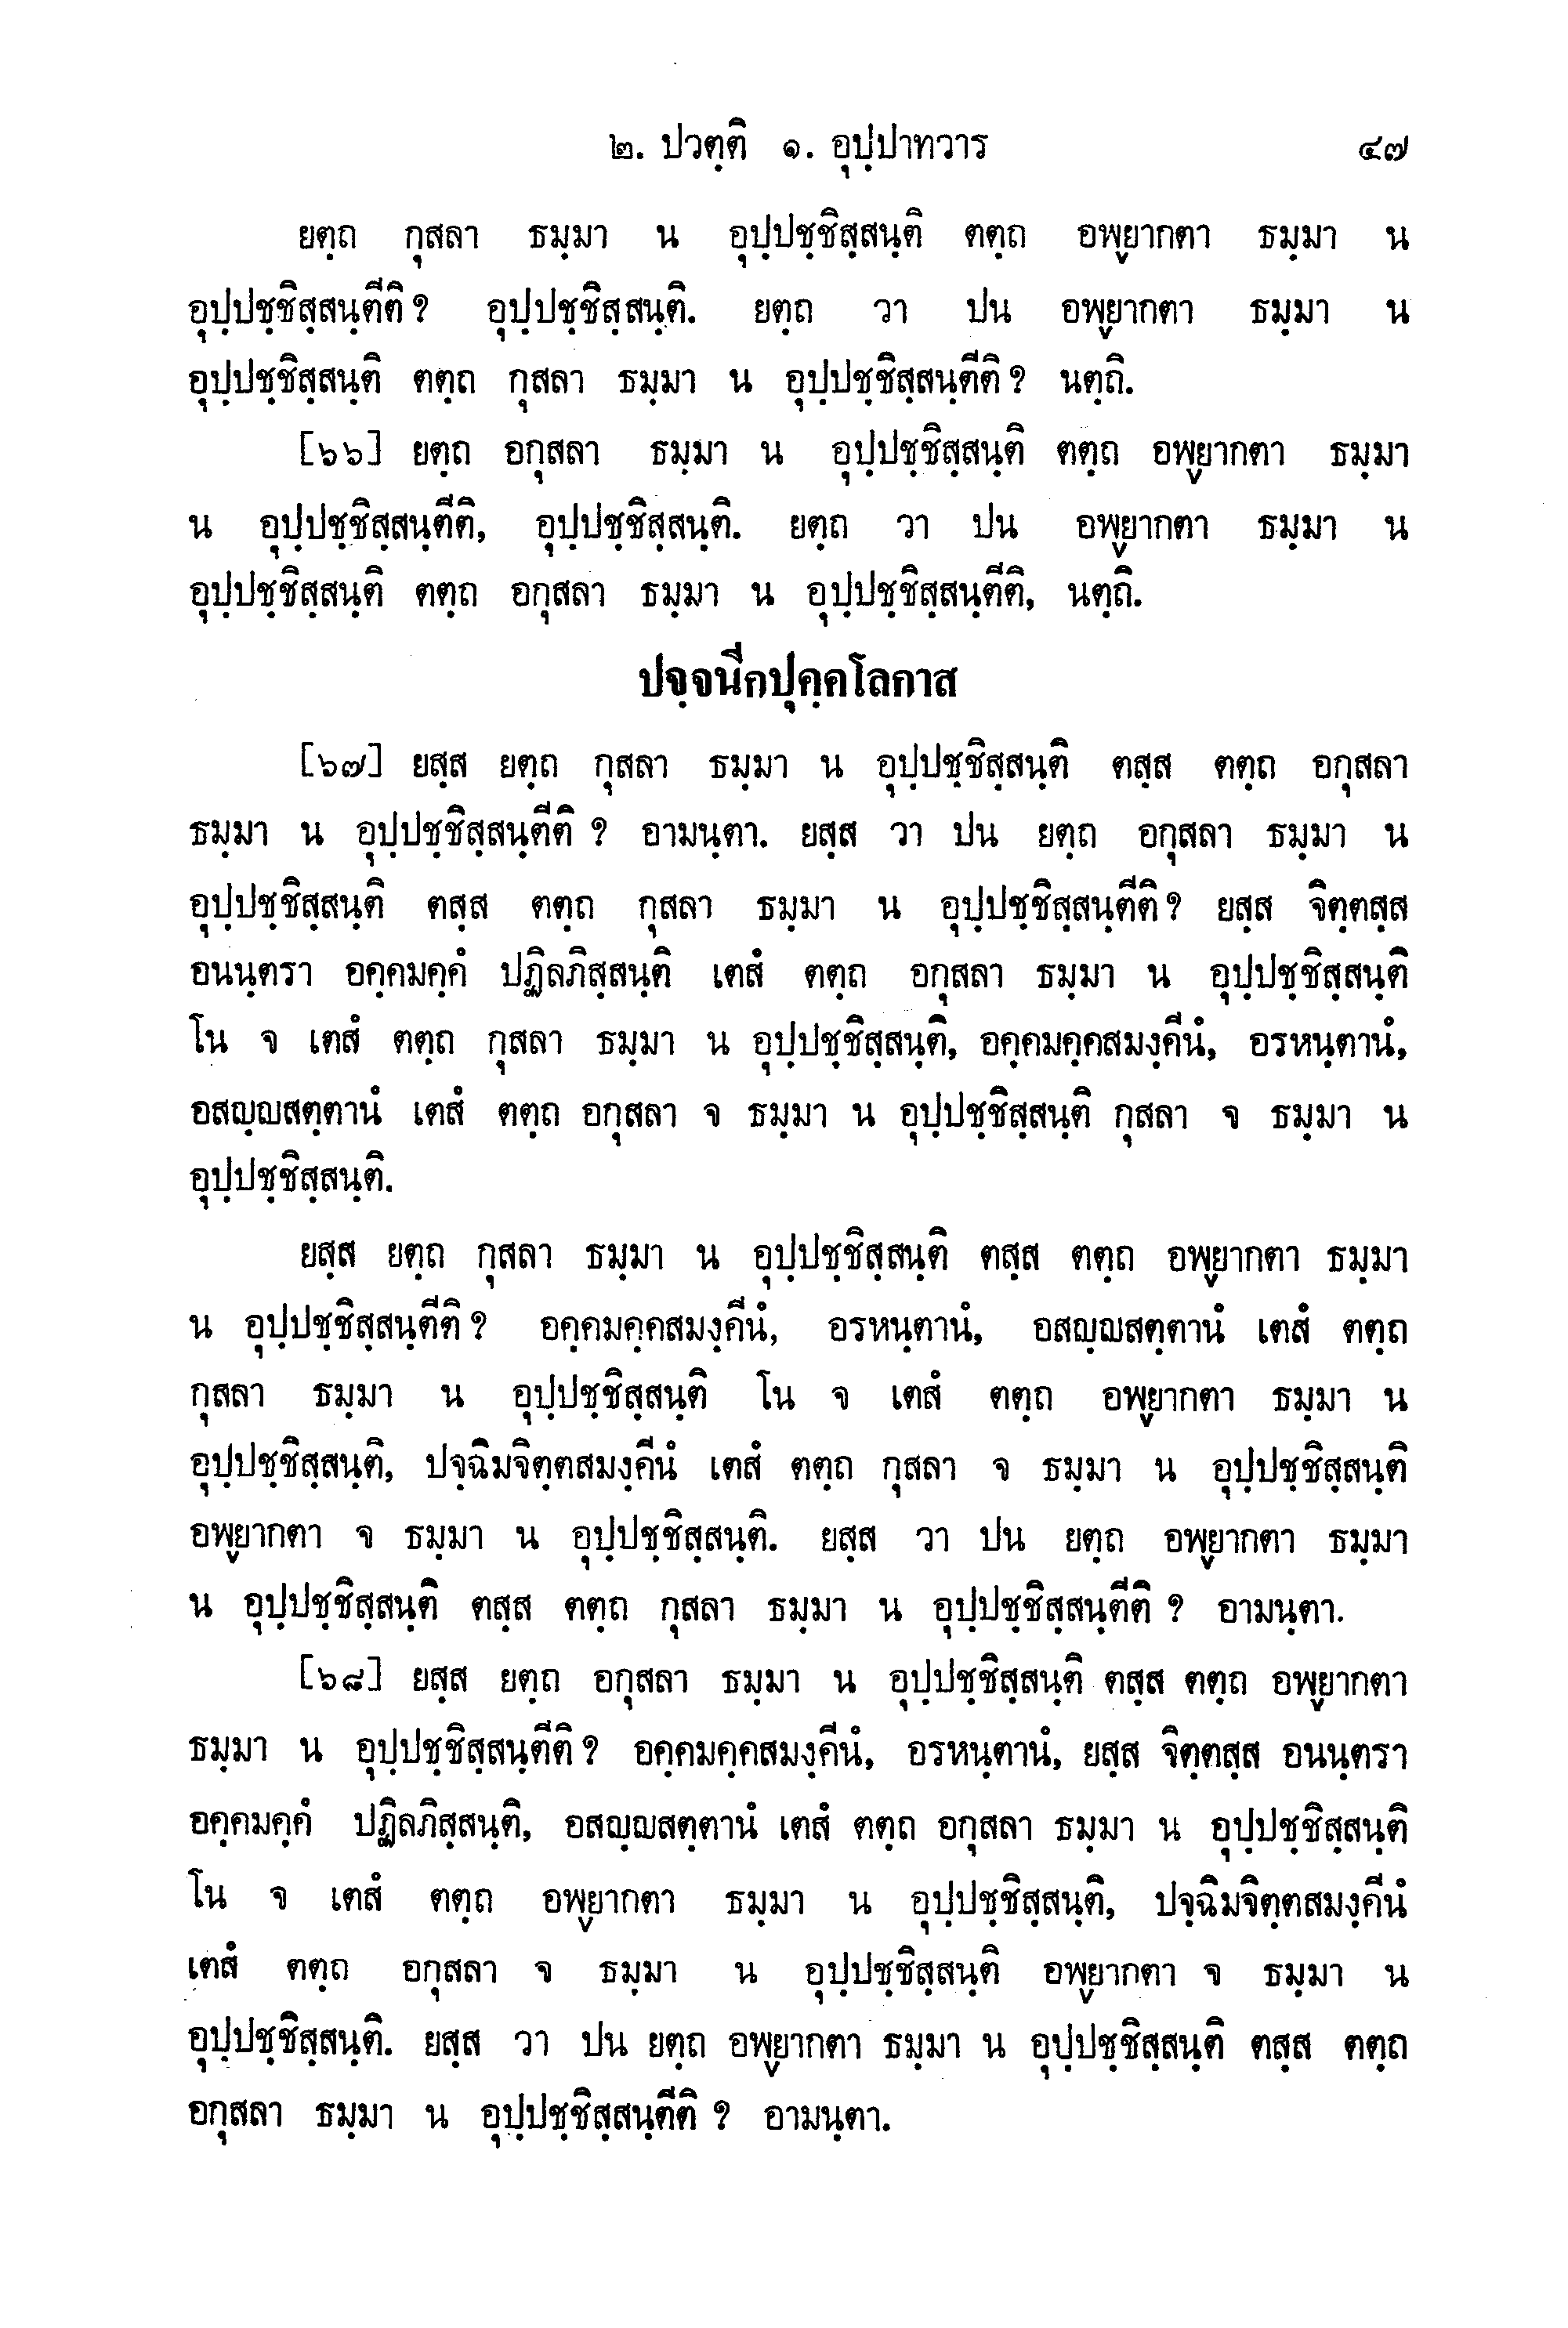 ๒. ปวตฺติ ๑. อุปฺปาทวาร ๔๗
ยตฺถ กุสลา ธมฺมา น อุปฺปชฺชิสฺสนฺติ ตตฺถ อพฺยากตา ธมฺมา น
อุปฺปชฺชิสฺสนฺตีติ? อุปฺปชฺชิสฺสนฺติ. ยตฺถ วา ปน อพฺยากตา ธมฺมา น
อุปฺปชฺชิสฺสนฺติ ตตฺถ กุสลา ธมฺมา น อุปฺปชฺชิสฺสนฺตีติ? นตฺถิ.
[๖๖] ยตฺถ อกุสลา ธมฺมา น อุปฺปชฺชิสฺสนฺติ ตตฺถ อพฺยากตา ธมฺมา
น อุปฺปชฺชิสฺสนฺตีติ, อุปฺปชฺชิสฺสนฺติ. ยตฺถ วา ปน อพฺยากตา ธมฺมา น
อุปฺปชฺชิสฺสนฺติ ตตฺถ อกุสลา ธมฺมา น อุปฺปชฺชิสฺสนฺตีติ, นตฺถิ.
ปจฺจนีกปุคฺคโลกาส
[๖๗] ยสฺส ยตฺถ กุสลา ธมฺมา น อุปฺปชฺชิสฺสนฺติ ตสฺส ตตฺถ อกุสลา
ธมฺมา น อุปฺปชฺชิสฺสนฺตีติ ? อามนฺตา. ยสฺส วา ปน ยตฺถ อกุสลา ธมฺมา น
อุปฺปชฺชิสฺสนฺติ ตสฺส ตตฺถ กุสลา ธมฺมา น อุปฺปชฺชิสฺสนฺตีติ? ยสฺส จิตฺตสฺส
อนนฺตรา อคฺคมคฺคํ ปฏิลภิสฺสนฺติ เตสํ ตตฺถ อกุสลา ธมฺมา น อุปฺปชฺชิสฺสนฺติ
โน จ เตสํ ตตฺถ กุสลา ธมฺมา น อุปฺปชฺชิสฺสนฺติ, อคฺคมคฺคสมงฺคีนํ, อรหนฺตานํ,
อสญฺญสตฺตานํ เตสํ ตตฺถ อกุสลา จ ธมฺมา น อุปฺปชฺชิสฺสนฺติ กุสลา จ ธมฺมา น
อุปฺปชฺชิสฺสนฺติ.
ยสฺส ยตฺถ กุสลา ธมฺมา น อุปฺปชฺชิสฺสนฺติ ตสฺส ตตฺถ อพฺยากตา ธมฺมา
น อุปฺปชฺชิสฺสนฺตีติ? อคฺคมคฺคสมงฺคีนํ, อรหนฺตานํ, อสญฺญสตฺตานํ เตสํ ตตฺถ
กุสลา ธมฺมา น อุปฺปชฺชิสฺสนฺติ โน จ เตสํ ตตฺถ อพฺยากตา ธมฺมา น
อุปฺปชฺชิสฺสนฺติ, ปจฺฉิมจิตฺตสมงฺคีนํ เตสํ ตตฺถ กุสลา จ ธมฺมา น อุปฺปชฺชิสฺสนฺติ
อพฺยากตา จ ธมฺมา น อุปฺปชฺชิสฺสนฺติ. ยสฺส วา ปน ยตฺถ อพฺยากตา ธมฺมา
น อุปฺปชฺชิสฺสนฺติ ตสฺส ตตฺถ กุสลา ธมฺมา น อุปฺปชฺชิสฺสนฺตีติ ? อามนฺตา.
[๖๘] ยสฺส ยตฺถ อกุสลา ธมฺมา น อุปฺปชฺชิสฺสนฺติ ตสฺส ตตฺถ อพฺยากตา
ธมฺมา น อุปฺปชฺชิสฺสนฺตีติ? อคฺคมคฺคสมงฺคีนํ, อรหนฺตานํ, ยสฺส จิตฺตสฺส อนนฺตรา
อคฺคมคฺคํ ปฏิลภิสฺสนฺติ, อสญฺญสตฺตานํ เตสํ ตตฺถ อกุสลา ธมฺมา น อุปฺปชฺชิสฺสนฺติ
โน จ เตสํ ตตฺถ อพฺยากตา ธมฺมา น อุปฺปชฺชิสฺสนฺติ, ปจฺฉิมจิตฺตสมงฺคีนํ
เตสํ ตตฺถ อกุสลา จ ธมฺมา น อุปฺปชฺชิสฺสนฺติ อพฺยากตา จ ธมฺมา น
อุปฺปชฺชิสฺสนฺติ. ยสฺส วา ปน ยตฺถ อพฺยากตา ธมฺมา น อุปฺปชฺชิสฺสนฺติ ตสฺส ตตฺถ
อกุสลา ธมฺมา น อุปฺปชฺชิสฺสนฺตีติ ? อามนฺตา.